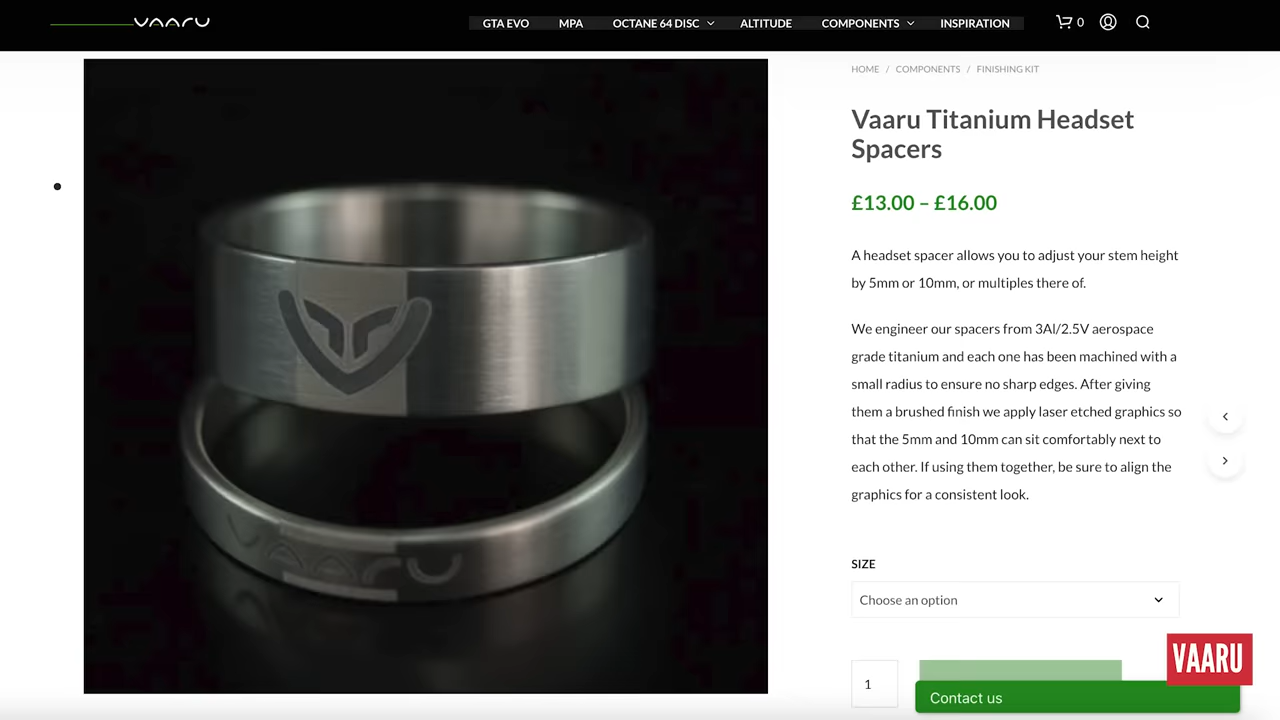 vaaru
GTA EVO
MPA
OCTANE 64 DISC
ALTITUDE
COMPONENTS
INSPIRATION
0
HOME / COMPONENTS / FINISHING KIT
Vaaru Titanium Headset
Spacers
£13.00 – £16.00
A headset spacer allows you to adjust your stem height
by 5mm or 10mm, or multiples there of.
We engineer our spacers from 3Al/2.5V aerospace
grade titanium and each one has been machined with a
small radius to ensure no sharp edges. After giving
them a brushed finish we apply laser etched graphics so
that the 5mm and 10mm can sit comfortably next to
each other. If using them together, be sure to align the
graphics for a consistent look.
vaaru
SIZE
Choose an option
VAARU
1
Contact us